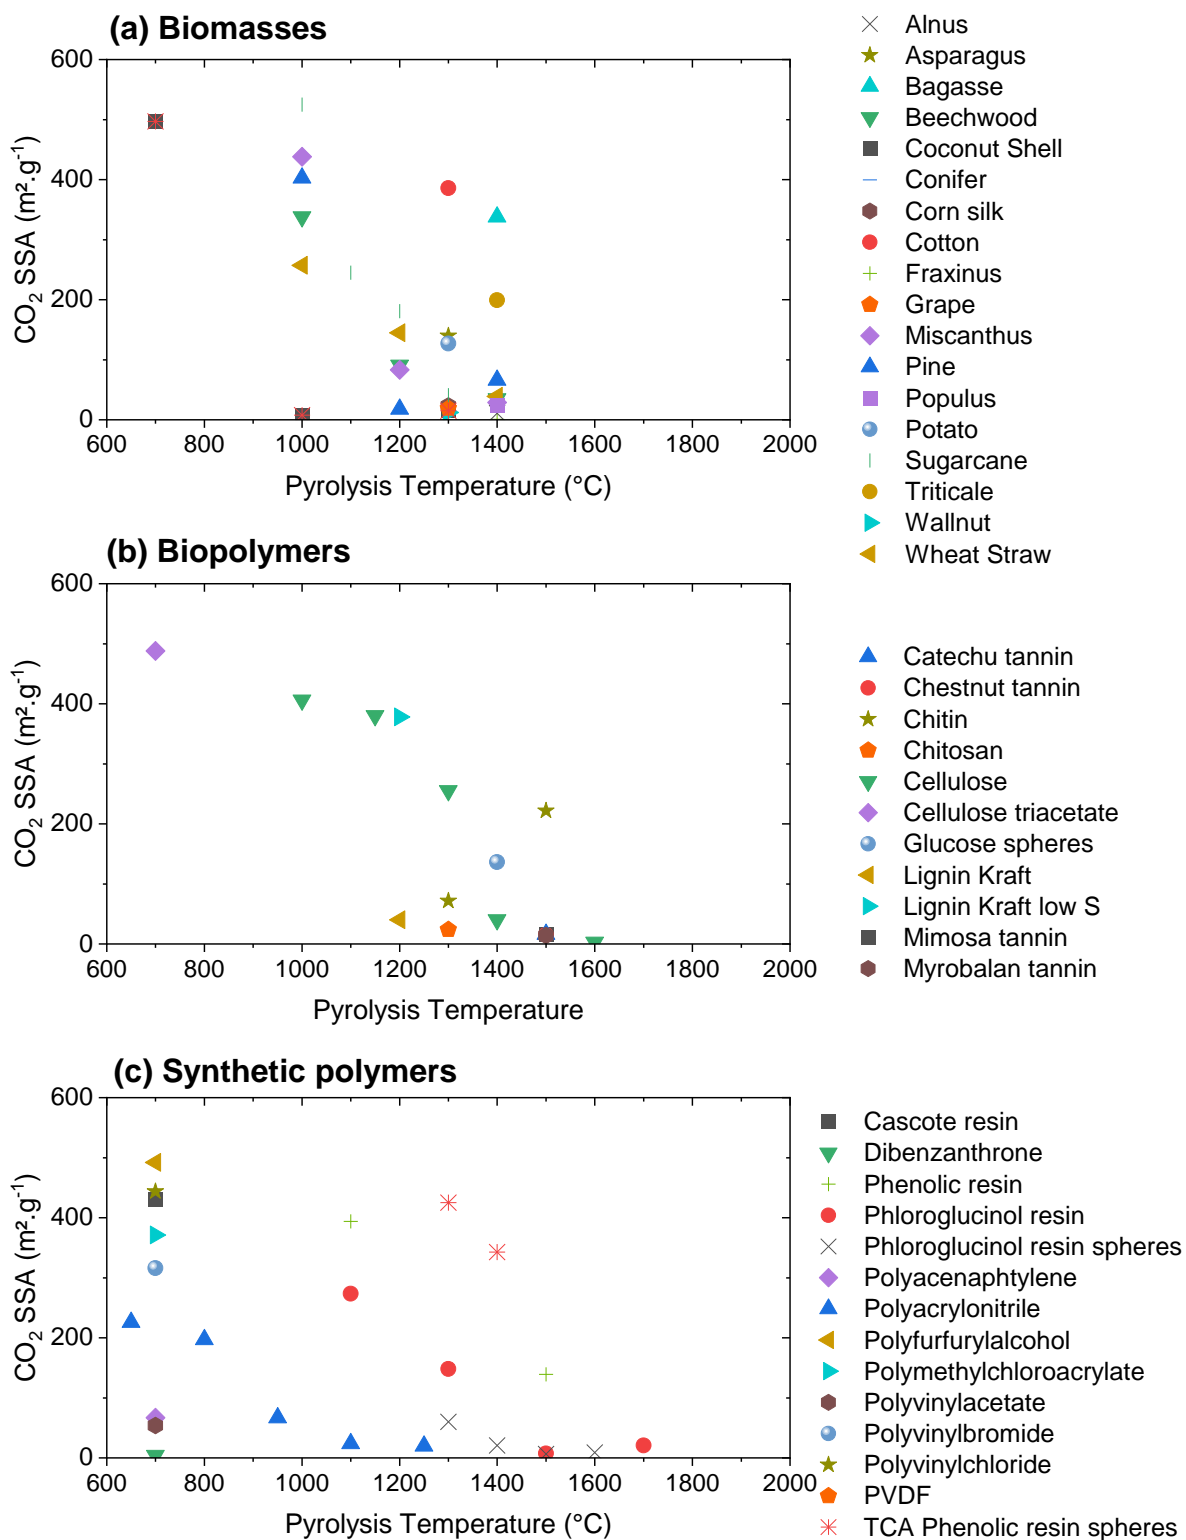 (a) Biomasses
600
400
200
0
CO₂ SSA (m².g⁻¹)
600 800 1000 1200 1400 1600 1800 2000
Pyrolysis Temperature (°C)
Alnus
Asparagus
Bagasse
Beechwood
Coconut Shell
Conifer
Corn silk
Cotton
Fraxinus
Grape
Miscanthus
Pine
Populus
Potato
Sugarcane
Triticale
Wallnut
Wheat Straw
(b) Biopolymers
600
400
200
0
CO₂ SSA (m².g⁻¹)
600 800 1000 1200 1400 1600 1800 2000
Pyrolysis Temperature
Catechu tannin
Chestnut tannin
Chitin
Chitosan
Cellulose
Cellulose triacetate
Glucose spheres
Lignin Kraft
Lignin Kraft low S
Mimosa tannin
Myrobalan tannin
(c) Synthetic polymers
600
400
200
0
CO₂ SSA (m².g⁻¹)
600 800 1000 1200 1400 1600 1800 2000
Pyrolysis Temperature (°C)
Cascote resin
Dibenzanthrone
Phenolic resin
Phloroglucinol resin
Phloroglucinol resin spheres
Polyacenaphtylene
Polyacrylonitrile
Polyfurfurylalcohol
Polymethylchloroacrylate
Polyvinylacetate
Polyvinylbromide
Polyvinylchloride
PVDF
TCA Phenolic resin spheres